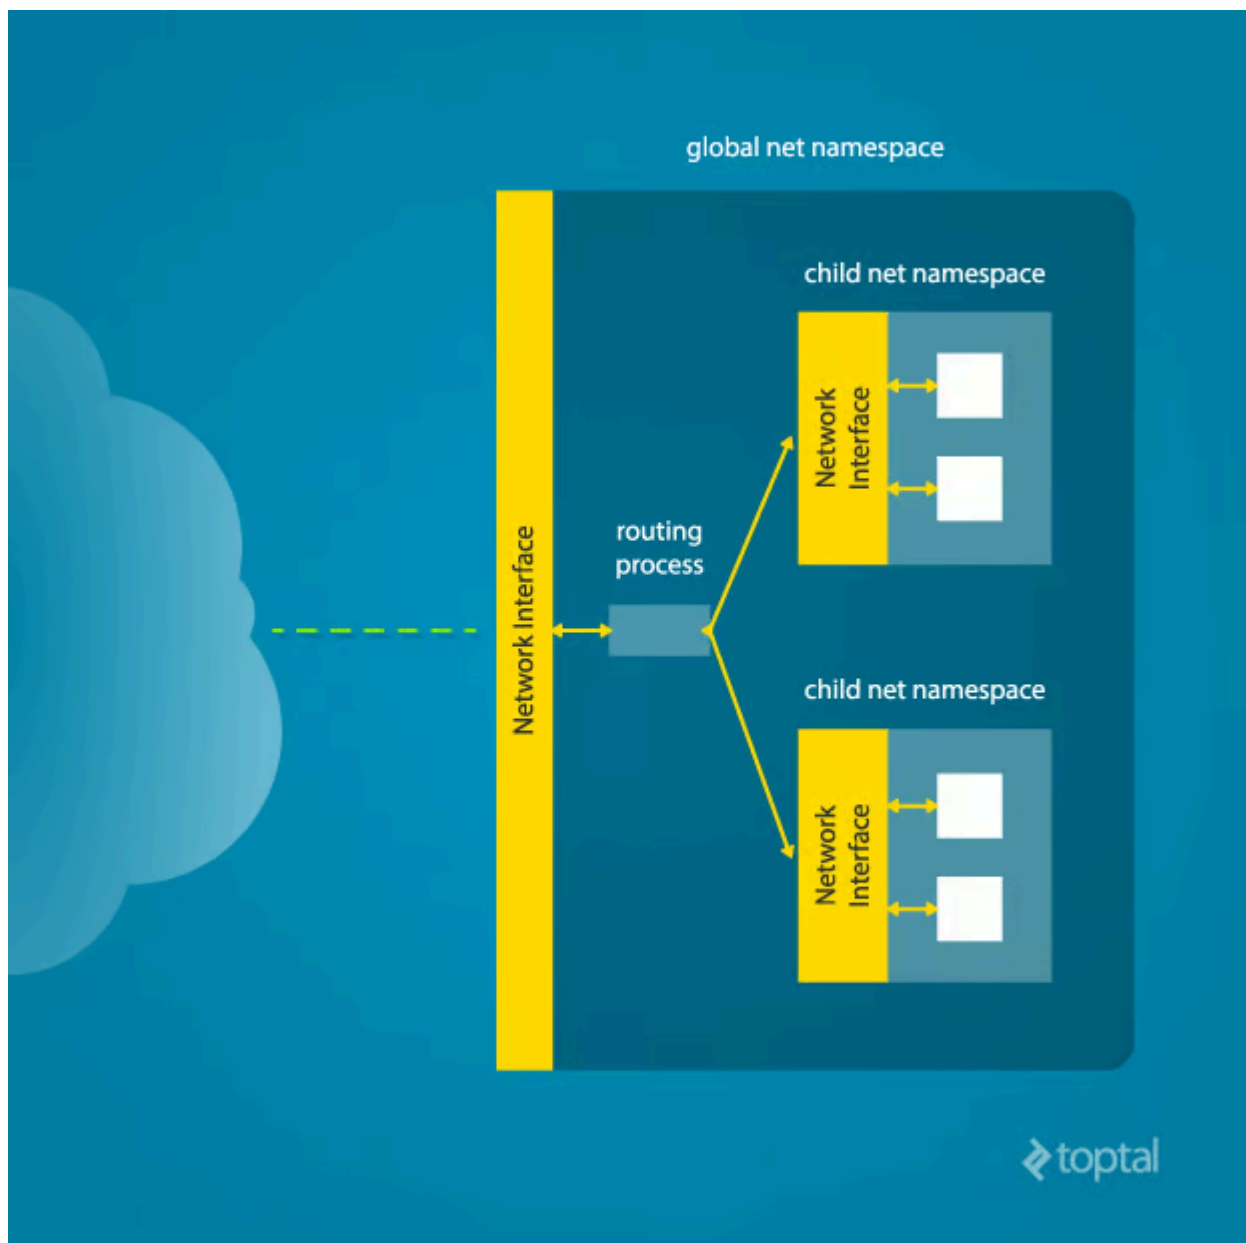 global net namespace
child net namespace
Network
Interface
routing
process
Network Interface
child net namespace
Network
Interface
toptal